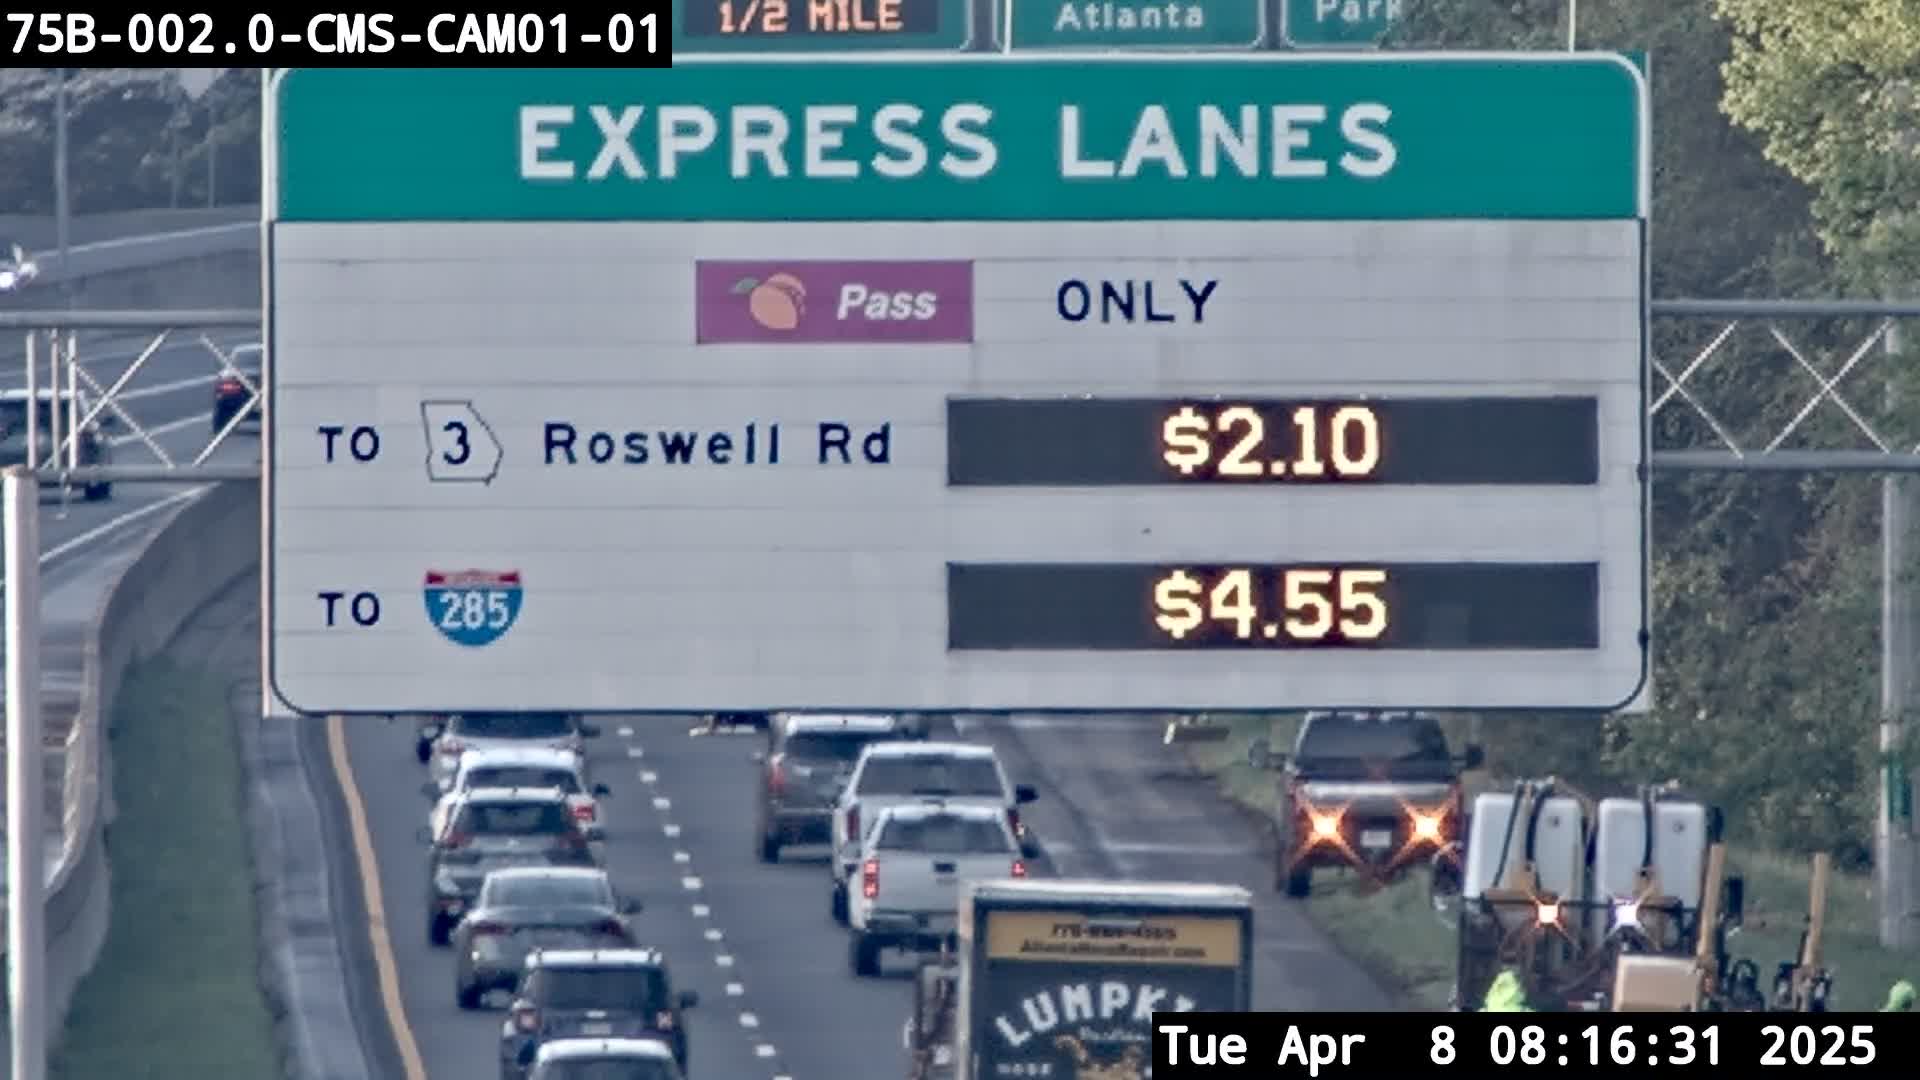 75B-002.0-CMS-CAM01-01
1/2 MILE
Atlanta
Park
EXPRESS LANES
Pass ONLY
TO 3 Roswell Rd $2.10
TO 285 $4.55
LUMPK
Tue Apr 8 08:16:31 2025